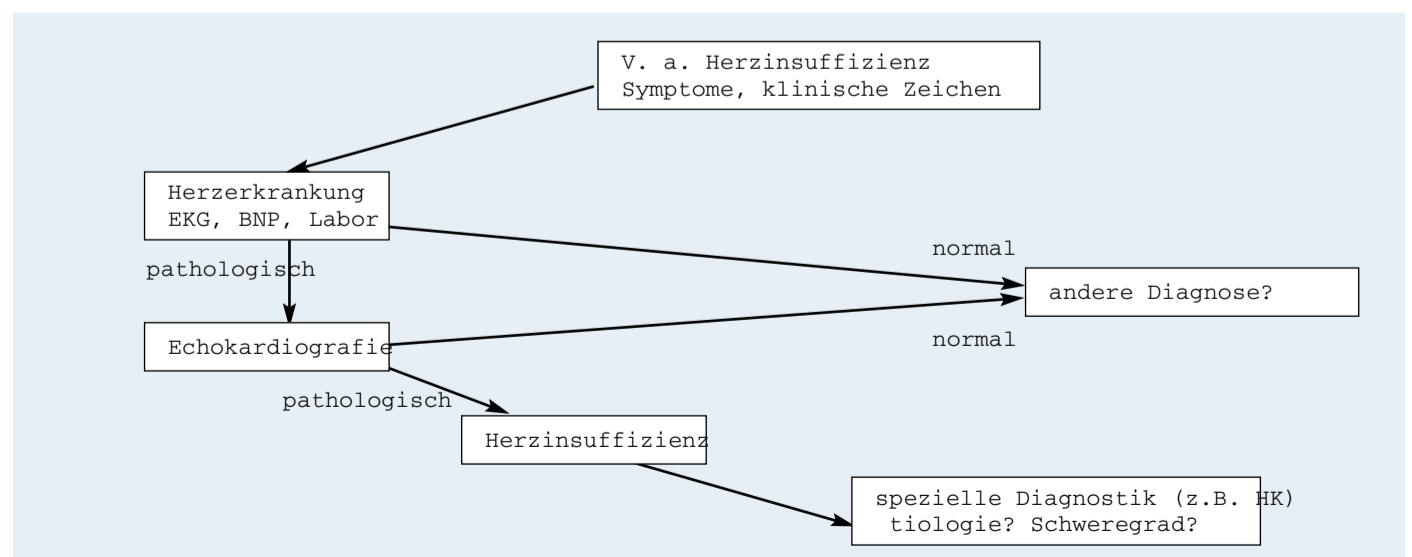 V. a. Herzinsuffizienz
Symptome, klinische Zeichen
Herzerkrankung
EKG, BNP, Labor
normal
pathologisch
andere Diagnose?
Echokardiografie
normal
pathologisch
Herzinsuffizienz
spezielle Diagnostik (z.B. HK)
tiologie? Schweregrad?